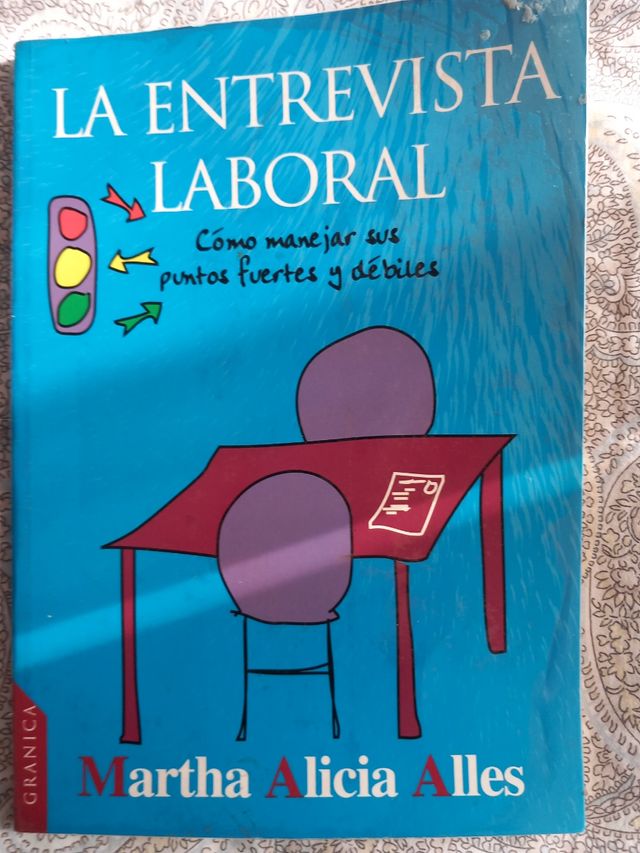 LA ENTREVISTA
LABORAL
Cómo manejar sus
puntos fuertes y débiles
GRANICA
Martha Alicia Alles